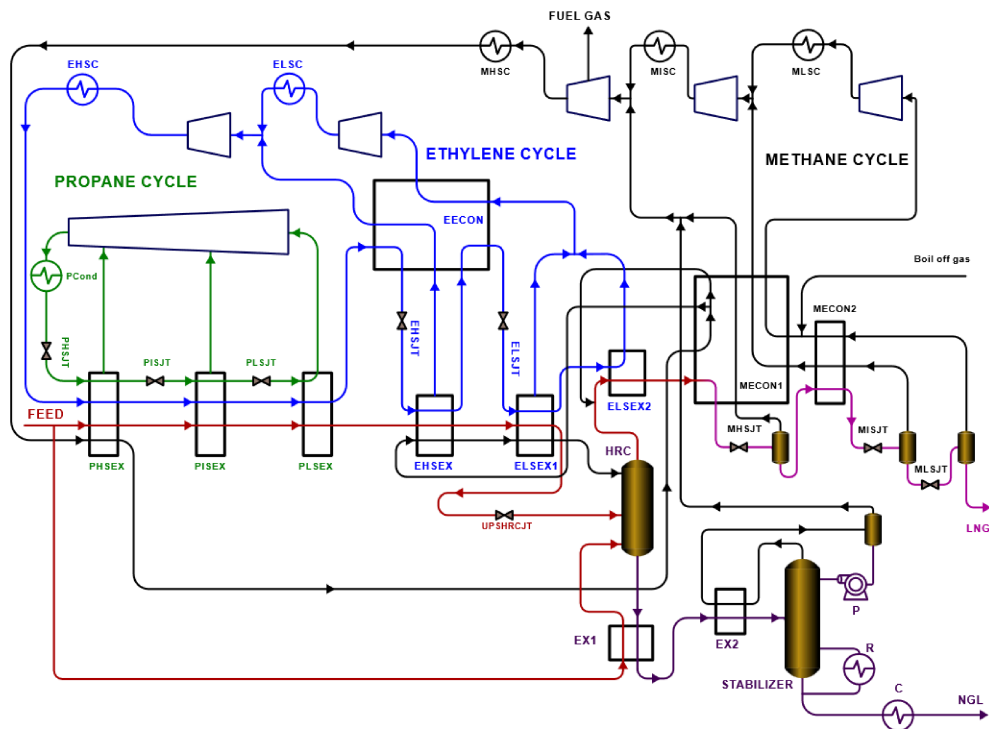 FUEL GAS
MHSC
MISC
MLSC
EHSC
ELSC
ETHYLENE CYCLE
METHANE CYCLE
PROPANE CYCLE
EECON
Boil off gas
PCond
MECON2
PHSJT
PISJT
PLSJT
EHSJT
ELSJT
MECON1
ELSEX2
FEED
MHSJT
MISJT
PHSEX
PISEX
PLSEX
EHSEX
ELSEX1
HRC
MLSJT
UPSHRCJT
LNG
P
EX1
EX2
R
STABILIZER
C
NGL